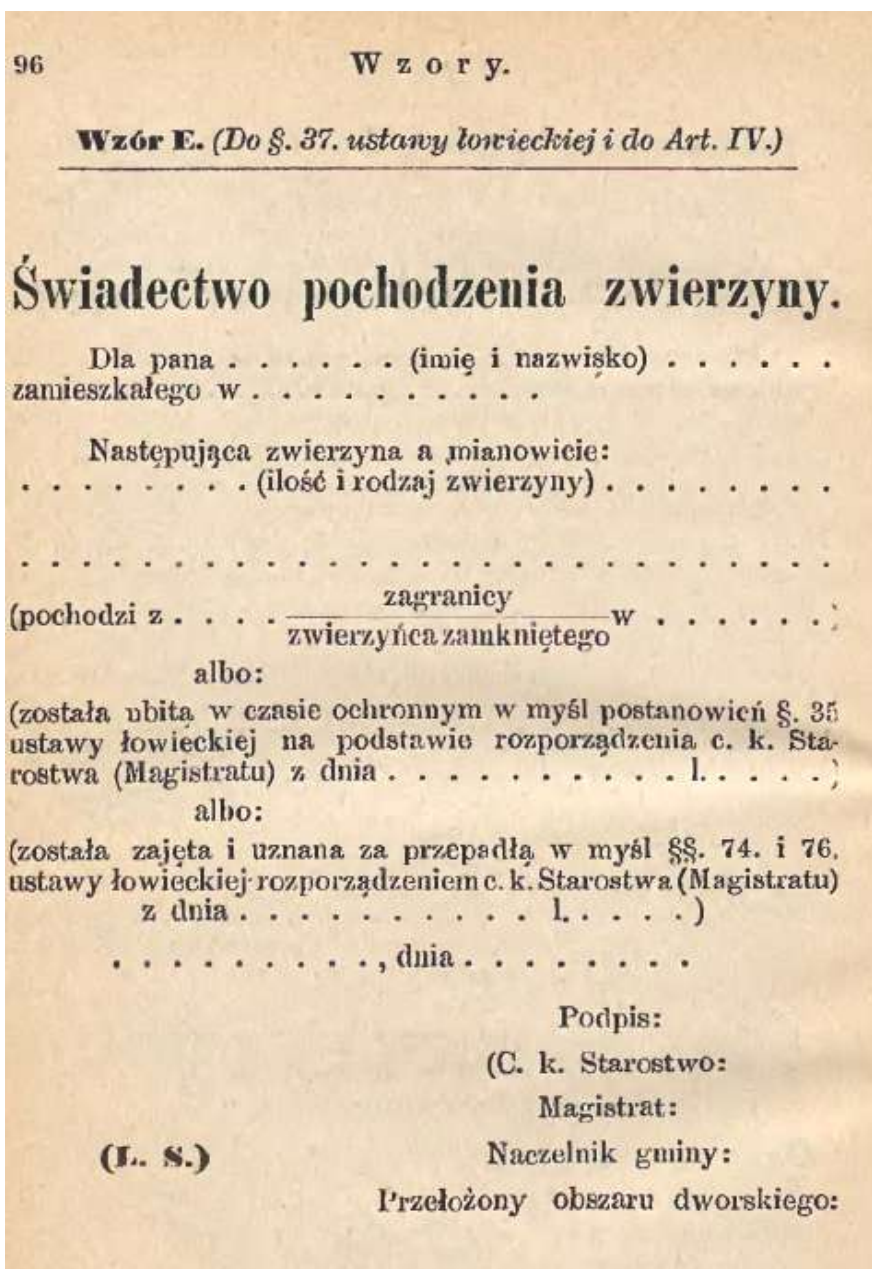 96
Wzory.
Wzór E. (Do §. 37. ustawy łowieckiej i do Art. IV.)
Świadectwo pochodzenia zwierzyny.
Dla pana . . . . . . (imię i nazwisko) . . . . . .
zamieszkałego w . . . . . . . . . .
Następująca zwierzyna a mianowicie:
. . . . . . . . (ilość i rodzaj zwierzyny) . . . . . . . .
. . . . . . . . . . . . . . . . . . . . . . . . . . .
zagranicy
(pochodzi z . . . . w . . . . . . )
zwierzyńca zamkniętego
albo:
(została ubitą w czasie ochronnym w myśl postanowień §. 35
ustawy łowieckiej na podstawie rozporządzenia c. k. Sta-
rostwa (Magistratu) z dnia . . . . . . . . . . l. . . . . )
albo:
(została zajęta i uznana za przepadłą w myśl §§. 74. i 76.
ustawy łowieckiej rozporządzeniem c. k. Starostwa (Magistratu)
z dnia . . . . . . . . . . l. . . . . )
. . . . . . . . . , dnia . . . . . . . .
Podpis:
(C. k. Starostwo:
Magistrat:
(L. S.) Naczelnik gminy:
Przełożony obszaru dworskiego: